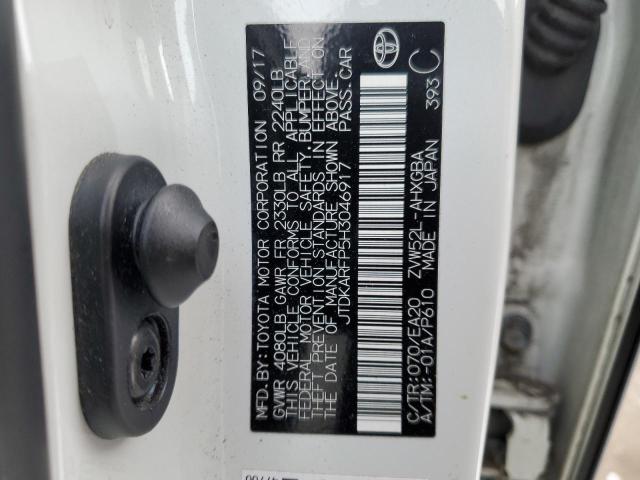 MFD.BY:TOYOTA MOTOR CORPORATION 09/17
GVWR 4080LB GAWR FR 2330LB RR 2240LB
THIS VEHICLE CONFORMS TO ALL APPLICABLE
FEDERAL MOTOR VEHICLE SAFETY, BUMPER, AND
THEFT PREVENTION STANDARDS IN EFFECT ON
THE DATE OF MANUFACTURE SHOWN ABOVE.
JTDKARFP5H3046917 PASS.CAR
C/TR:070/EA20 ZVW52L-AHXGBA 393 C
A/TM:-01A/P610 MADE IN JAPAN